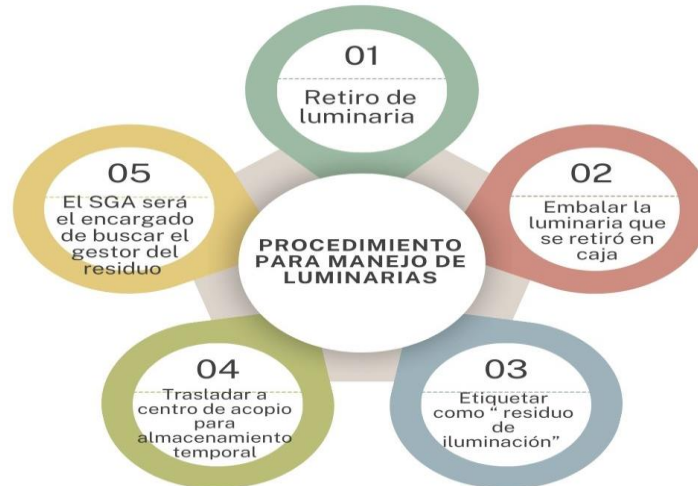 PROCEDIMIENTO
PARA MANEJO DE
LUMINARIAS
01
Retiro de
luminaria
02
Embalar la
luminaria que
se retiró en
caja
03
Etiquetar
como “ residuo
de
iluminación”
04
Trasladar a
centro de acopio
para
almacenamiento
temporal
05
El SGA será
el encargado
de buscar el
gestor del
residuo